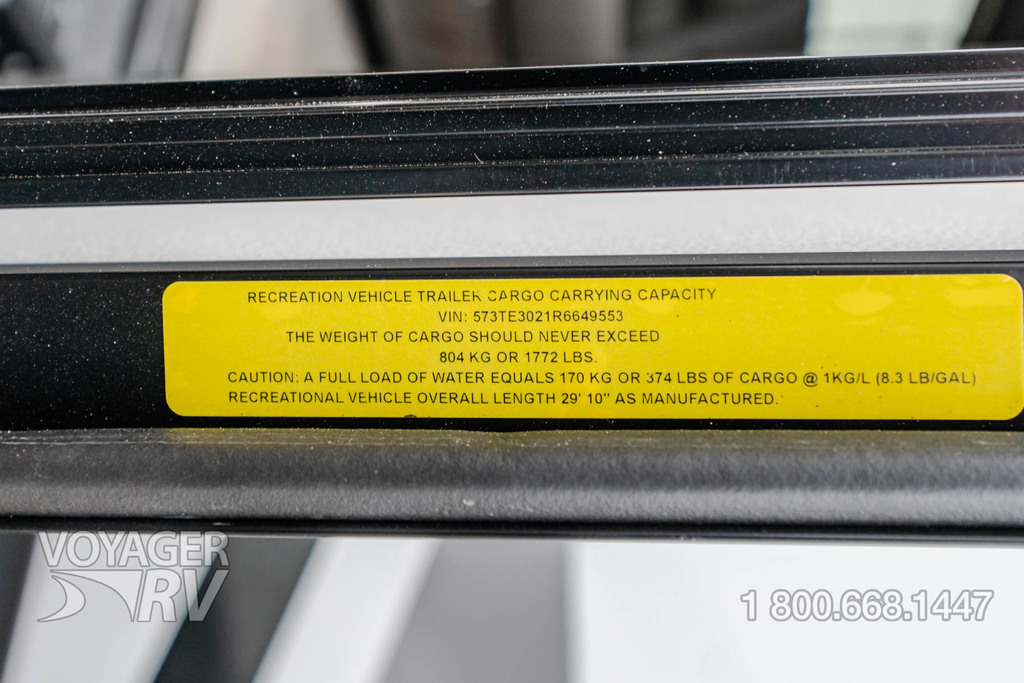 RECREATION VEHICLE TRAILER CARGO CARRYING CAPACITY
VIN: 573TE3021R6649553
THE WEIGHT OF CARGO SHOULD NEVER EXCEED
804 KG OR 1772 LBS.
CAUTION: A FULL LOAD OF WATER EQUALS 170 KG OR 374 LBS OF CARGO @ 1KG/L (8.3 LB/GAL)
RECREATIONAL VEHICLE OVERALL LENGTH 29' 10" AS MANUFACTURED.
VOYAGER
RV
1 800.668.1447